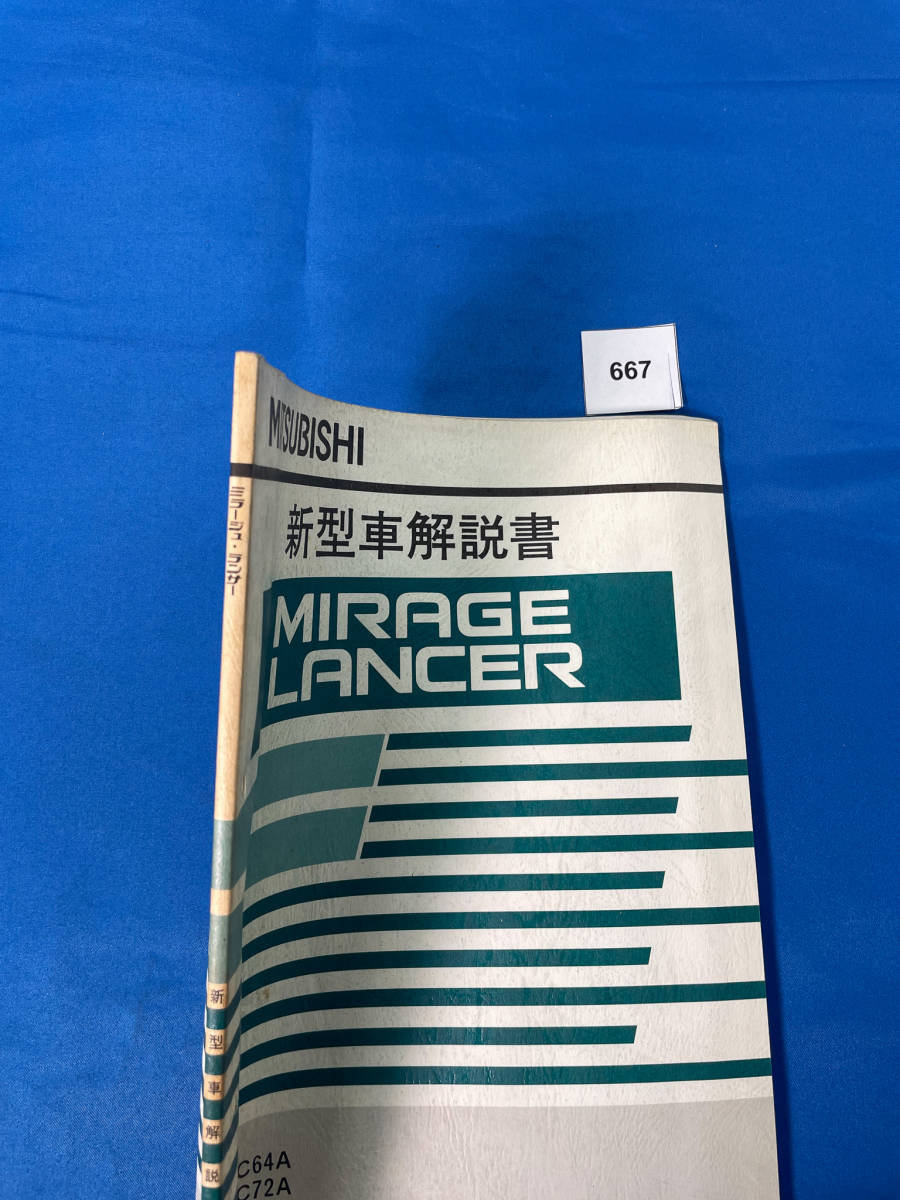 667
MITSUBISHI
新型車解説書
MIRAGE
LANCER
C64A
C72A
ミラージュ・ランサー
新型車解説